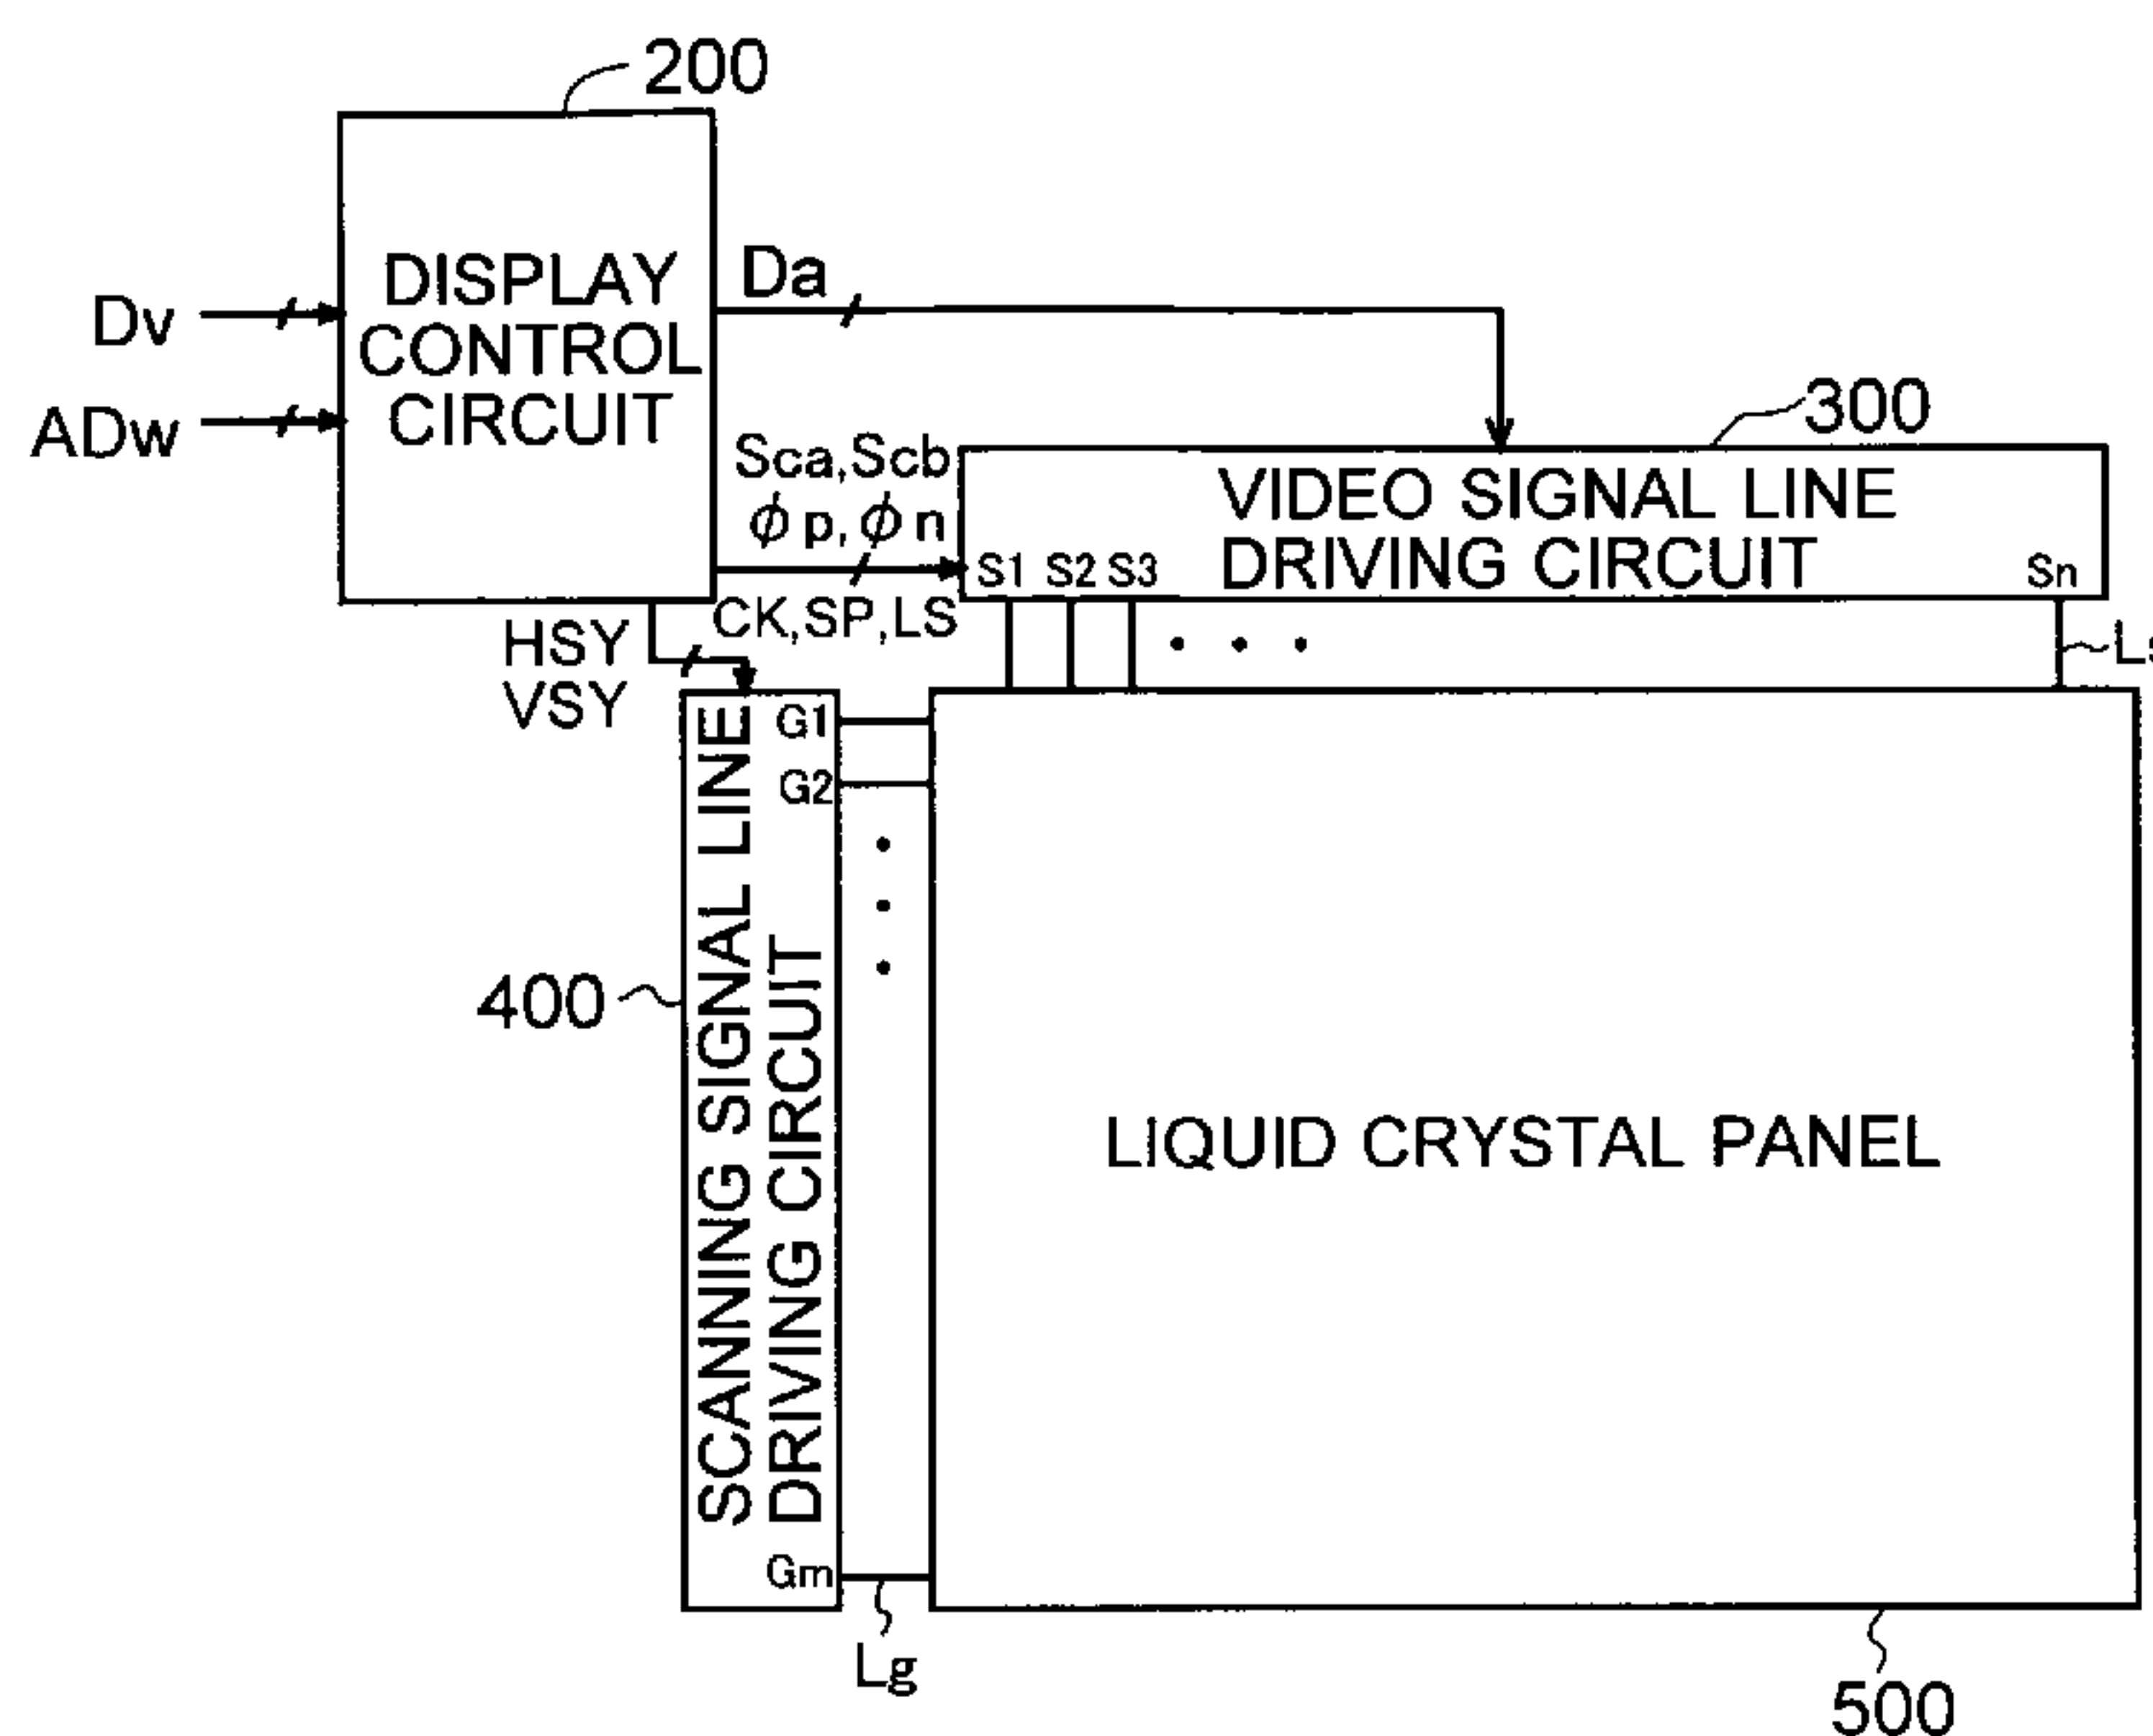 200
DISPLAY
CONTROL
CIRCUIT
Dv
ADw
Da
300
Sca,Scb
ϕp,ϕn
CK,SP,LS
VIDEO SIGNAL LINE
DRIVING CIRCUIT
S1 S2 S3
Sn
HSY
VSY
Ls
SCANNING SIGNAL LINE
DRIVING CIRCUIT
G1
G2
Gm
400
LIQUID CRYSTAL PANEL
Lg
500